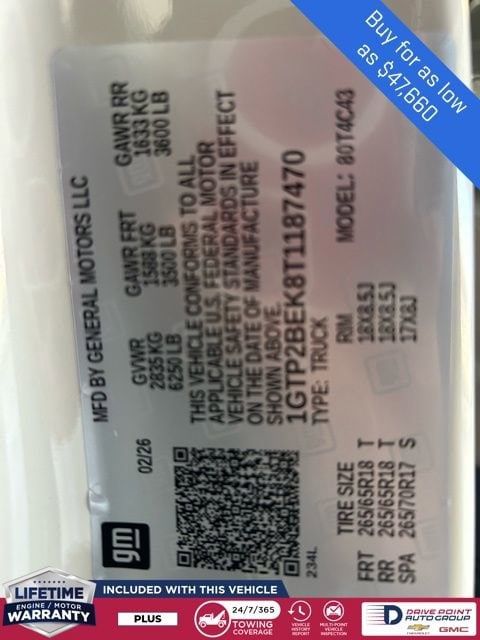 Buy for as low
as $47,660
MFD BY GENERAL MOTORS LLC
gm
02/26
GVWR GAWR FRT GAWR RR
2835 KG 1588 KG 1633 KG
6250 LB 3500 LB 3600 LB
THIS VEHICLE CONFORMS TO ALL
APPLICABLE U.S. FEDERAL MOTOR
VEHICLE SAFETY STANDARDS IN EFFECT
ON THE DATE OF MANUFACTURE
SHOWN ABOVE.
1GTP2BEK8T1187470
234L
TYPE: TRUCK MODEL: 80T4C43
TIRE SIZE RIM
FRT 265/65R18 T 18X8.5J
RR 265/65R18 T 18X8.5J
SPA 265/70R17 S 17X8J
LIFETIME
ENGINE / MOTOR
WARRANTY
INCLUDED WITH THIS VEHICLE
PLUS
24/7/365
TOWING
COVERAGE
VEHICLE
HISTORY
REPORT
MULTI-POINT
VEHICLE
INSPECTION
DRIVE POINT
AUTO GROUP
CHEVROLET GMC